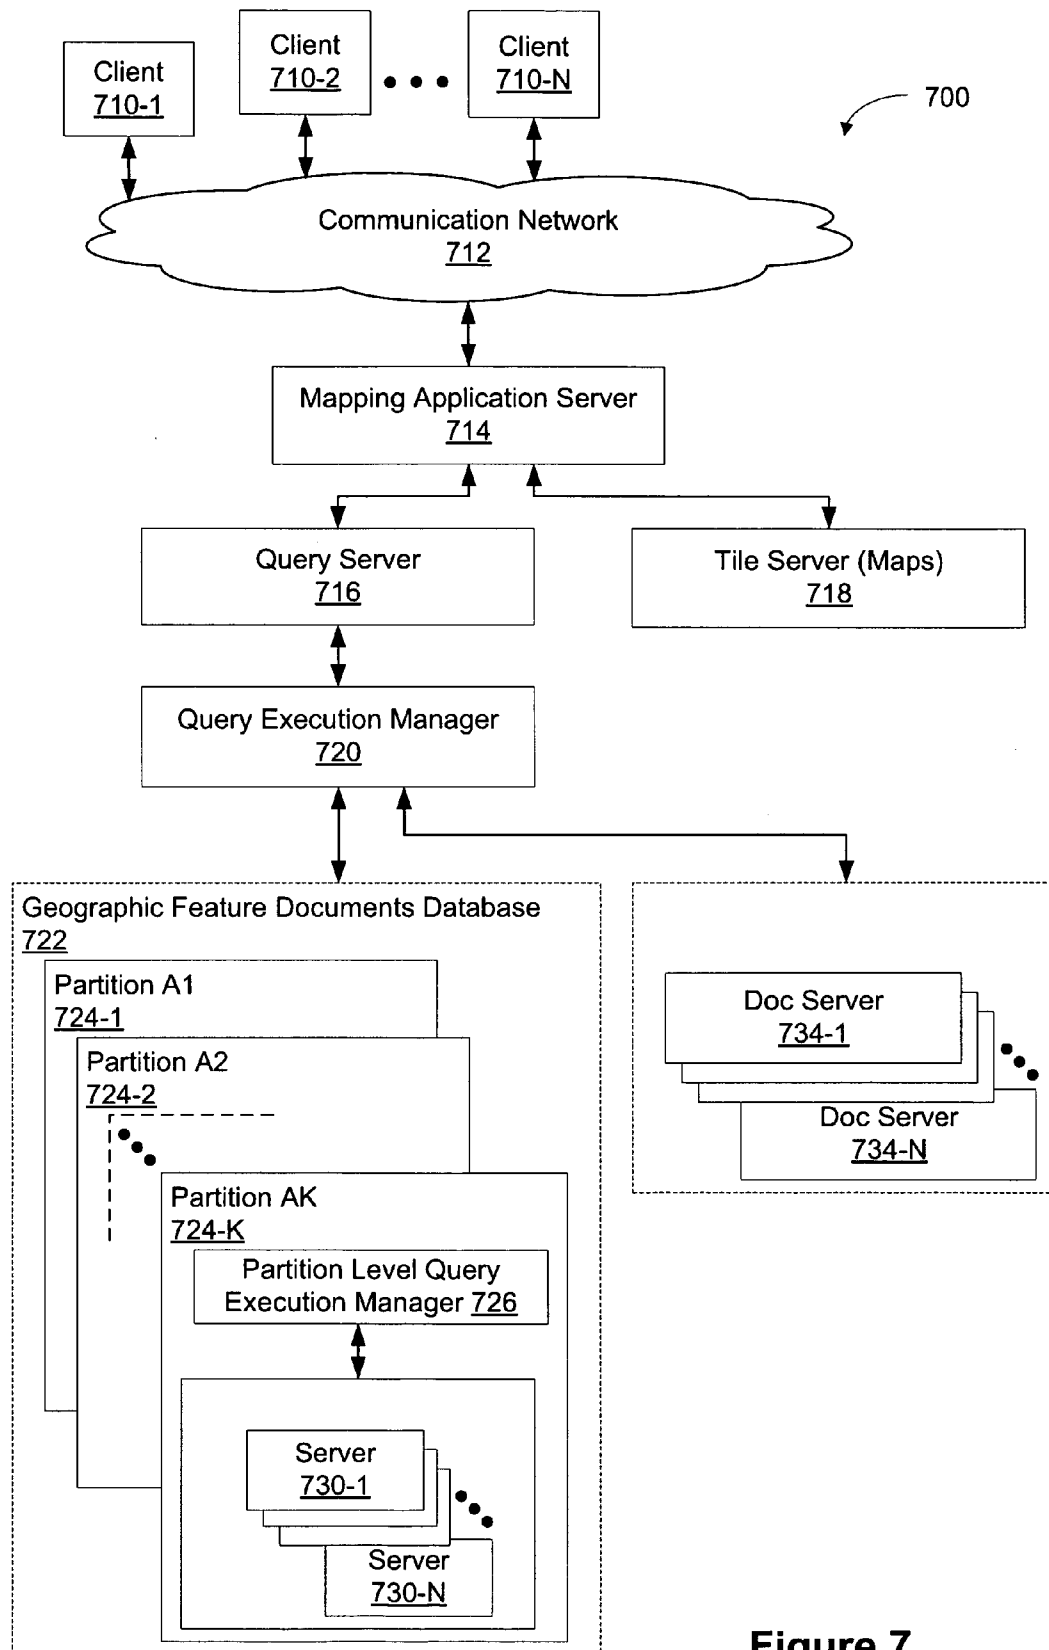 Client
710-1
Client
710-2
Client
710-N
700
Communication Network
712
Mapping Application Server
714
Query Server
716
Tile Server (Maps)
718
Query Execution Manager
720
Geographic Feature Documents Database
722
Partition A1
724-1
Partition A2
724-2
Partition AK
724-K
Partition Level Query
Execution Manager 726
Server
730-1
Server
730-N
Doc Server
734-1
Doc Server
734-N
Figure 7